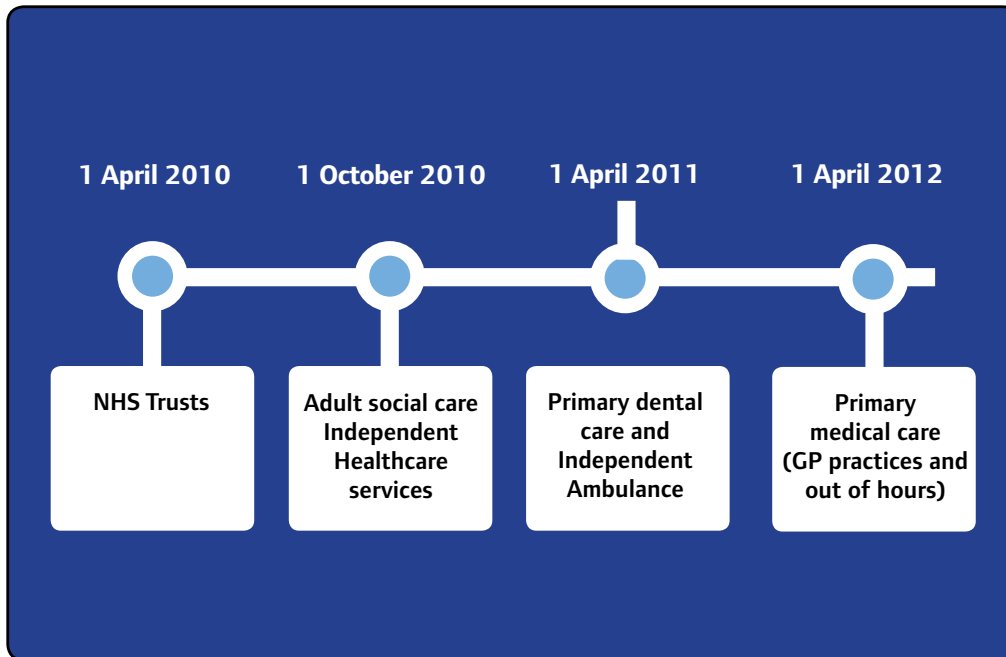 1 April 2010
1 October 2010
1 April 2011
1 April 2012
NHS Trusts
Adult social care
Independent
Healthcare
services
Primary dental
care and
Independent
Ambulance
Primary
medical care
(GP practices and
out of hours)